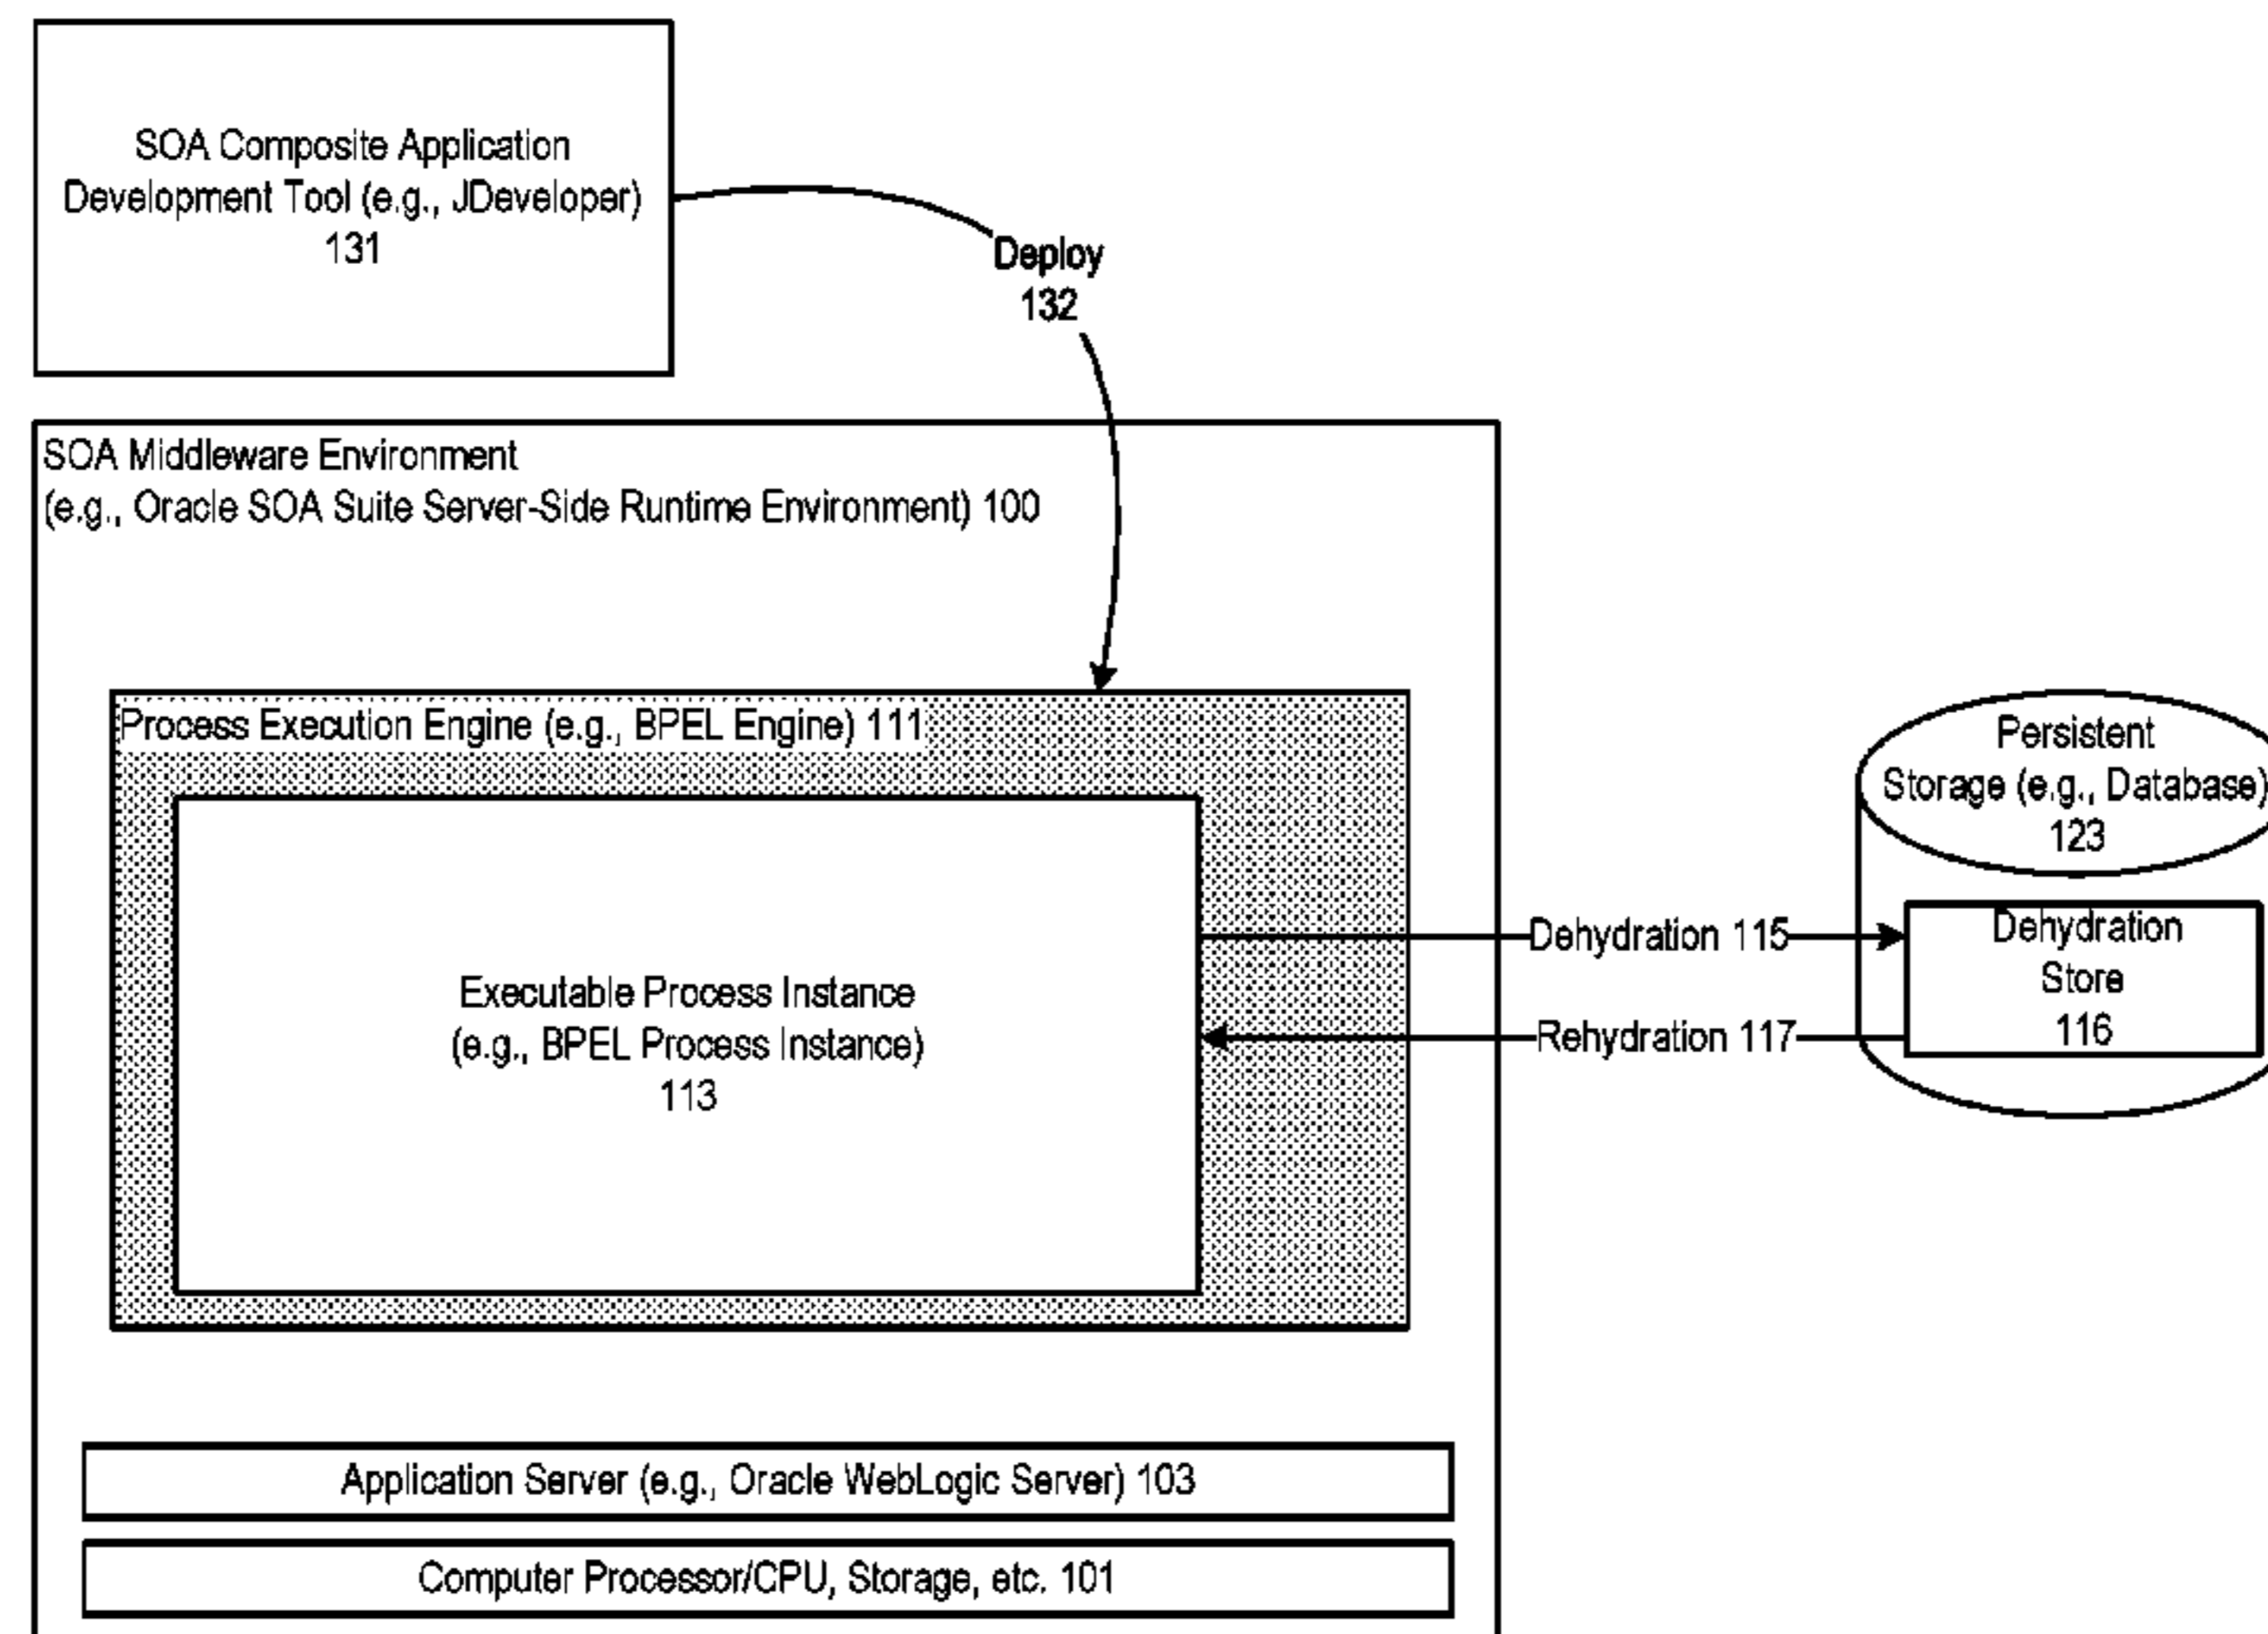 SOA Composite Application
Development Tool (e.g., JDeveloper)
131
Deploy
132
SOA Middleware Environment
(e.g., Oracle SOA Suite Server-Side Runtime Environment) 100
Process Execution Engine (e.g., BPEL Engine) 111
Persistent
Storage (e.g., Database)
123
Executable Process Instance
(e.g., BPEL Process Instance)
113
Dehydration 115
Rehydration 117
Dehydration
Store
116
Application Server (e.g., Oracle WebLogic Server) 103
Computer Processor/CPU, Storage, etc. 101